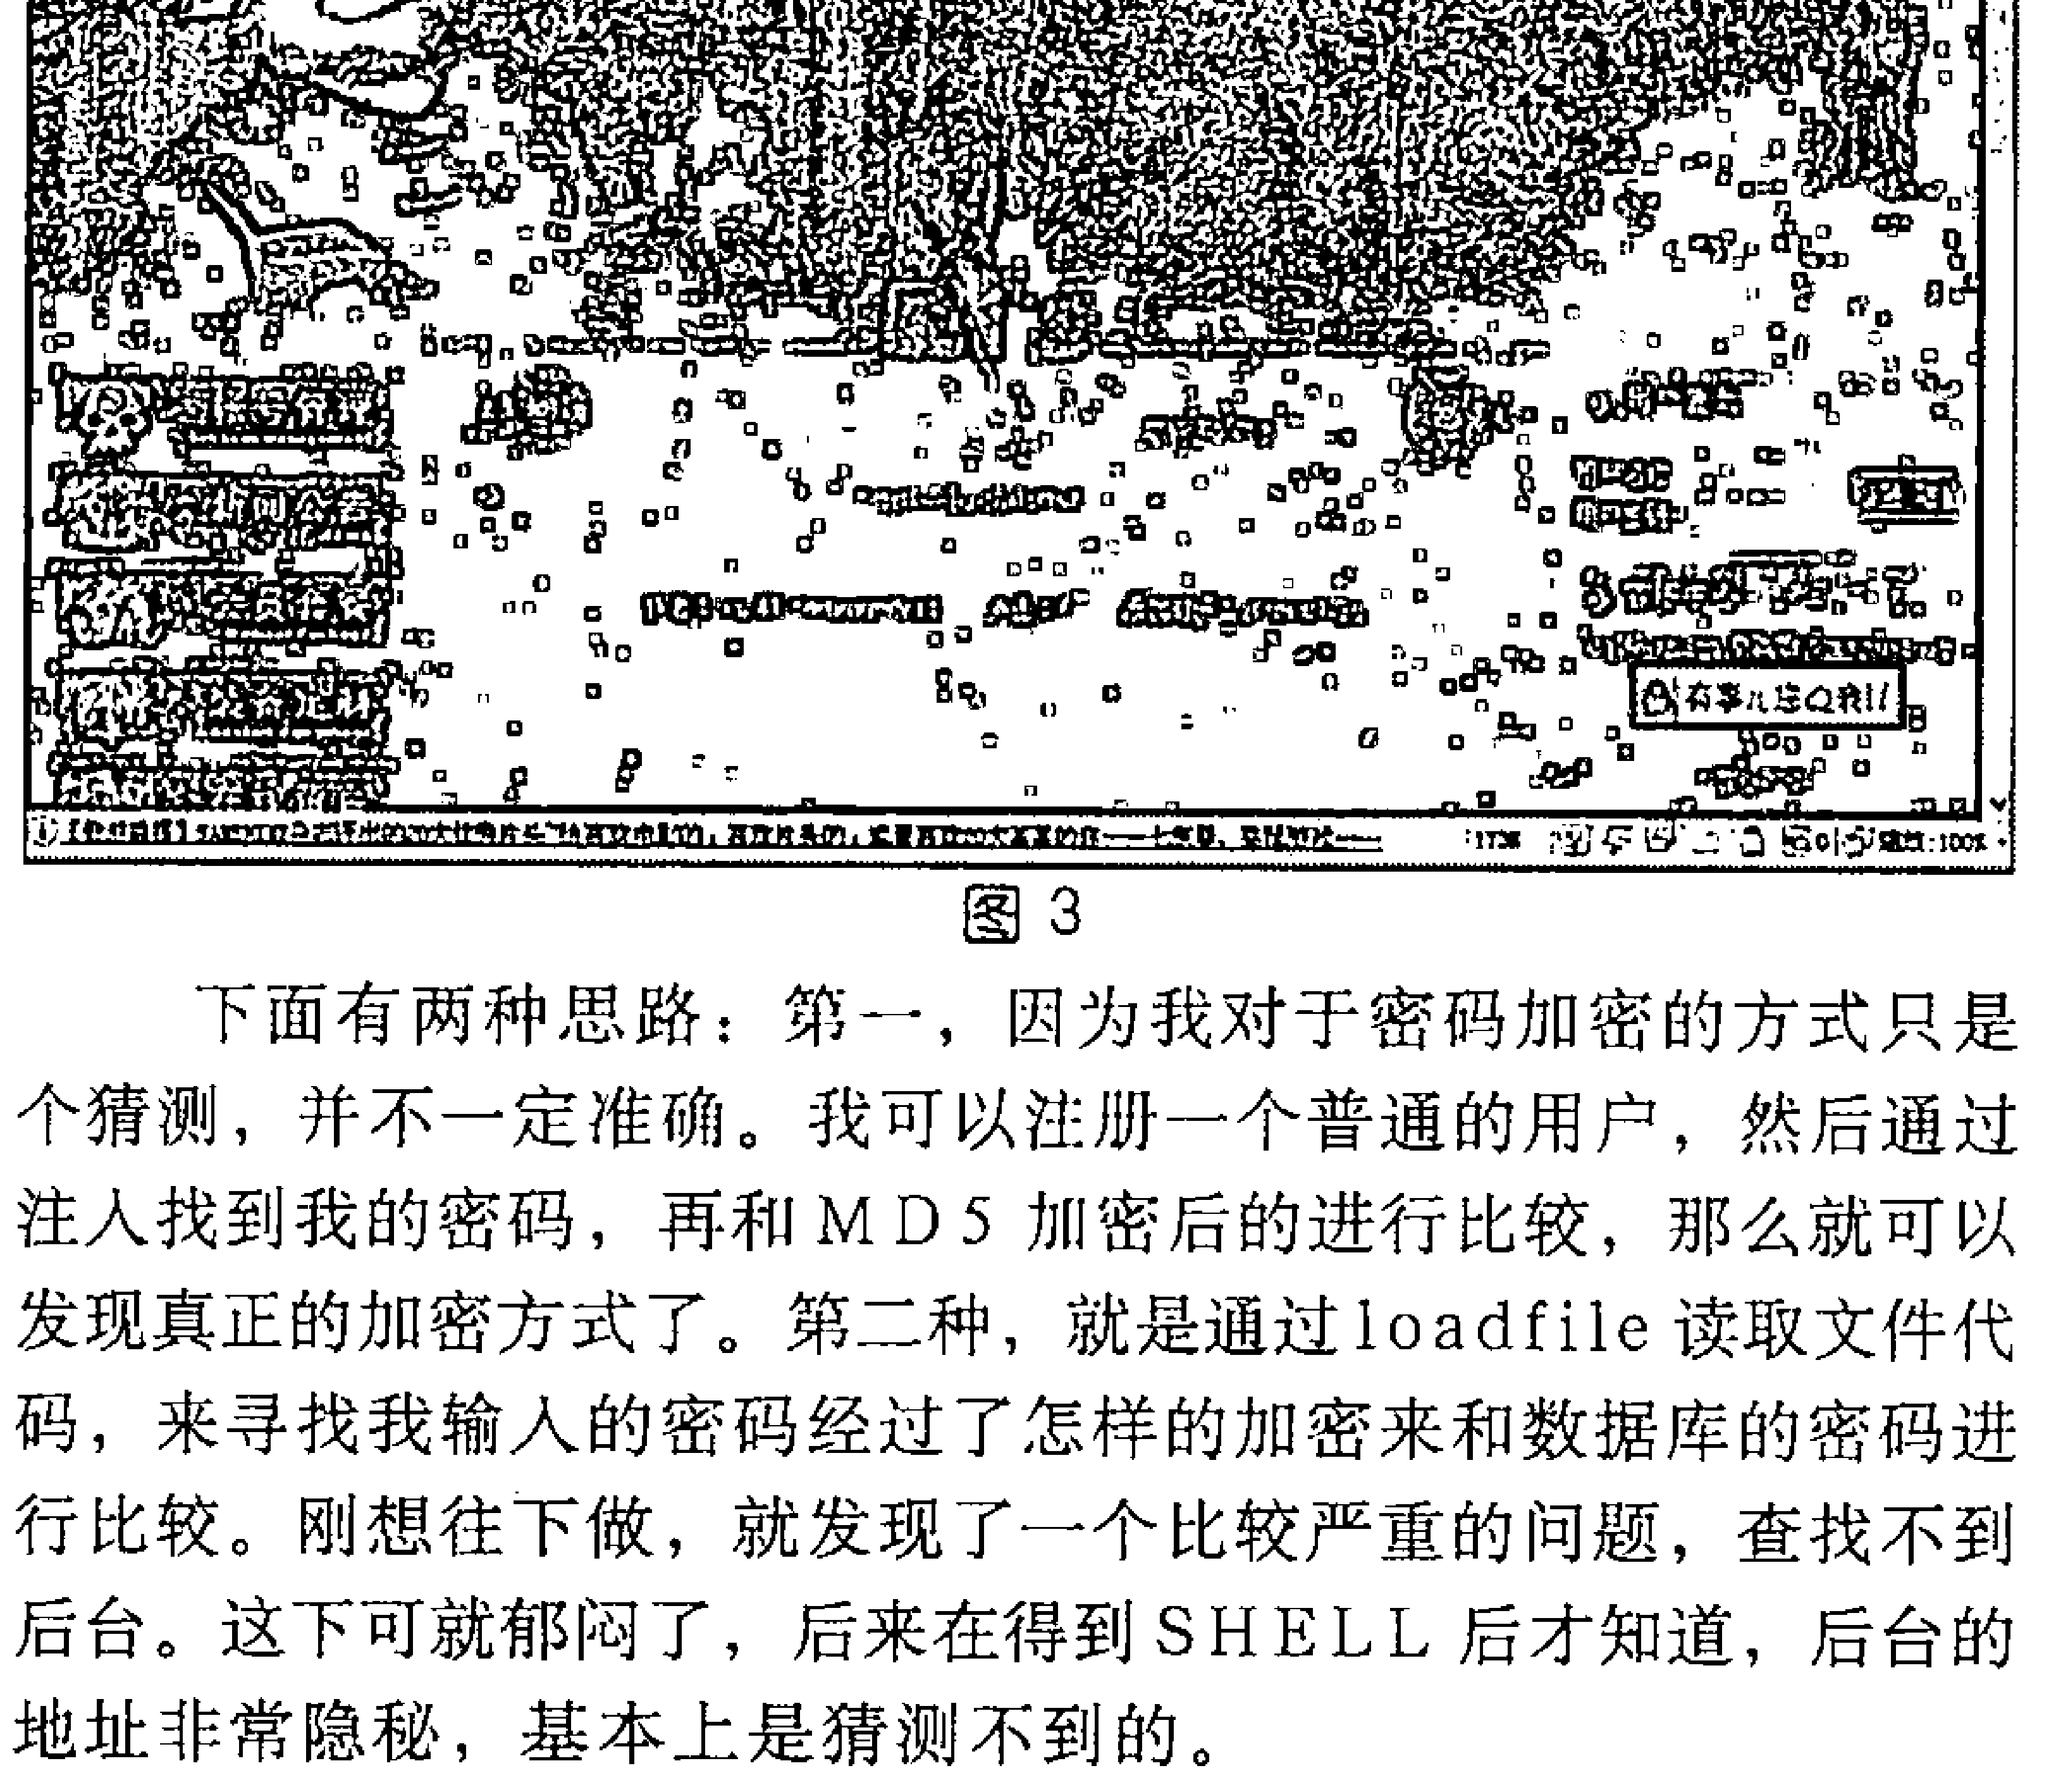 新闻公告
有事儿您Q我!!
100%
图 3
下面有两种思路：第一，因为我对于密码加密的方式只是
个猜测，并不一定准确。我可以注册一个普通的用户，然后通过
注入找到我的密码，再和MD5加密后的进行比较，那么就可以
发现真正的加密方式了。第二种，就是通过loadfile读取文件代
码，来寻找我输入的密码经过了怎样的加密来和数据库的密码进
行比较。刚想往下做，就发现了一个比较严重的问题，查找不到
后台。这下可就郁闷了，后来在得到SHELL后才知道，后台的
地址非常隐秘，基本上是猜测不到的。